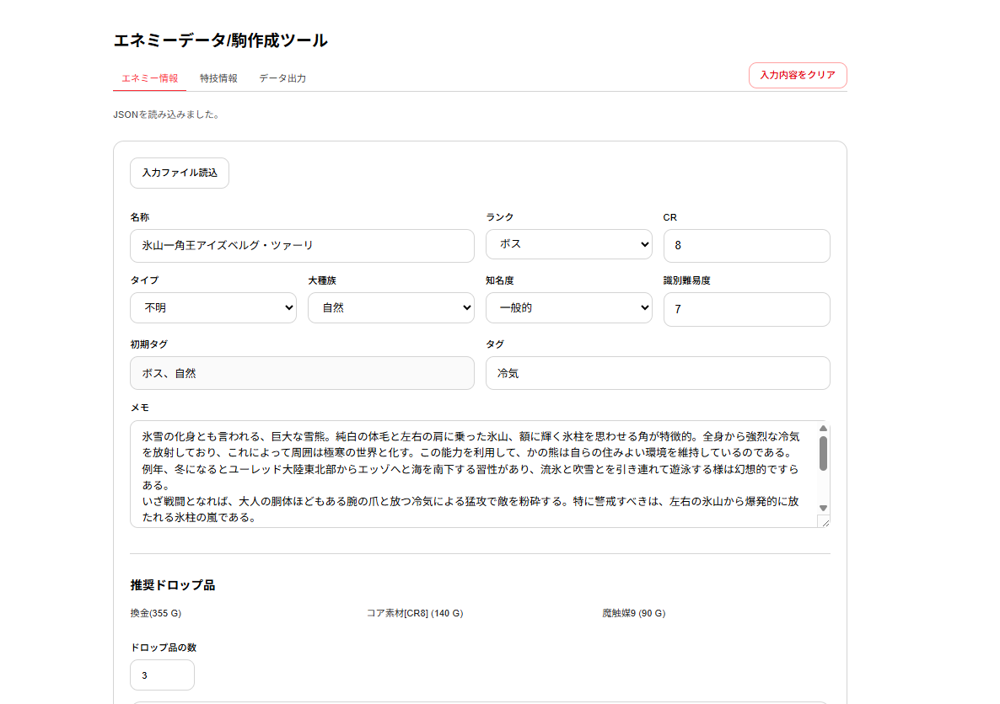 エネミーデータ/駒作成ツール
エネミー情報 特技情報 データ出力 入力内容をクリア
JSONを読み込みました。
入力ファイル読込
名称 ランク CR
氷山一角王アイズベルグ・ツァーリ ボス 8
タイプ 大種族 知名度 識別難易度
不明 自然 一般的 7
初期タグ タグ
ボス、自然 冷気
メモ
氷雪の化身とも言われる、巨大な雪熊。純白の体毛と左右の肩に乗った氷山、額に輝く氷柱を思わせる角が特徴的。全身から強烈な冷気
を放射しており、これによって周囲は極寒の世界と化す。この能力を利用して、かの熊は自らの住みよい環境を維持しているのである。
例年、冬になるとユーレッド大陸東北部からエッゾへと海を南下する習性があり、流氷と吹雪とを引き連れて遊泳する様は幻想的ですら
ある。
いざ戦闘となれば、大人の胴体ほどもある腕の爪と放つ冷気による猛攻で敵を粉砕する。特に警戒すべきは、左右の氷山から爆発的に放
たれる氷柱の嵐である。
推奨ドロップ品
換金(355 G) コア素材[CR8] (140 G) 魔触媒9 (90 G)
ドロップ品の数
3